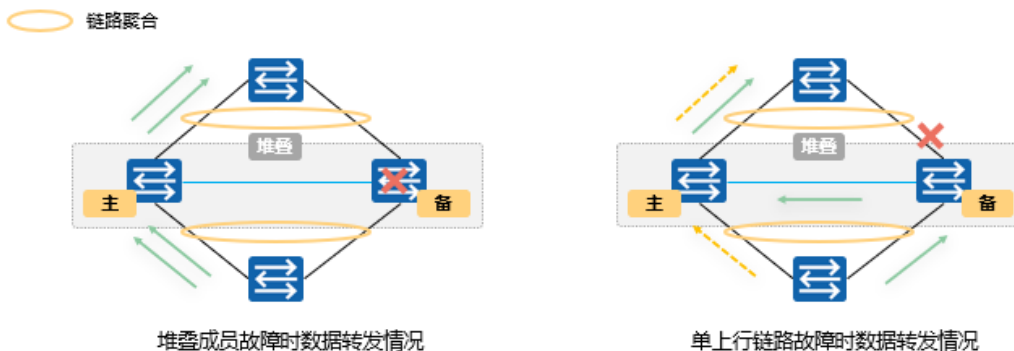 链路聚合
堆叠
主
备
堆叠
主
备
堆叠成员故障时数据转发情况
单上行链路故障时数据转发情况